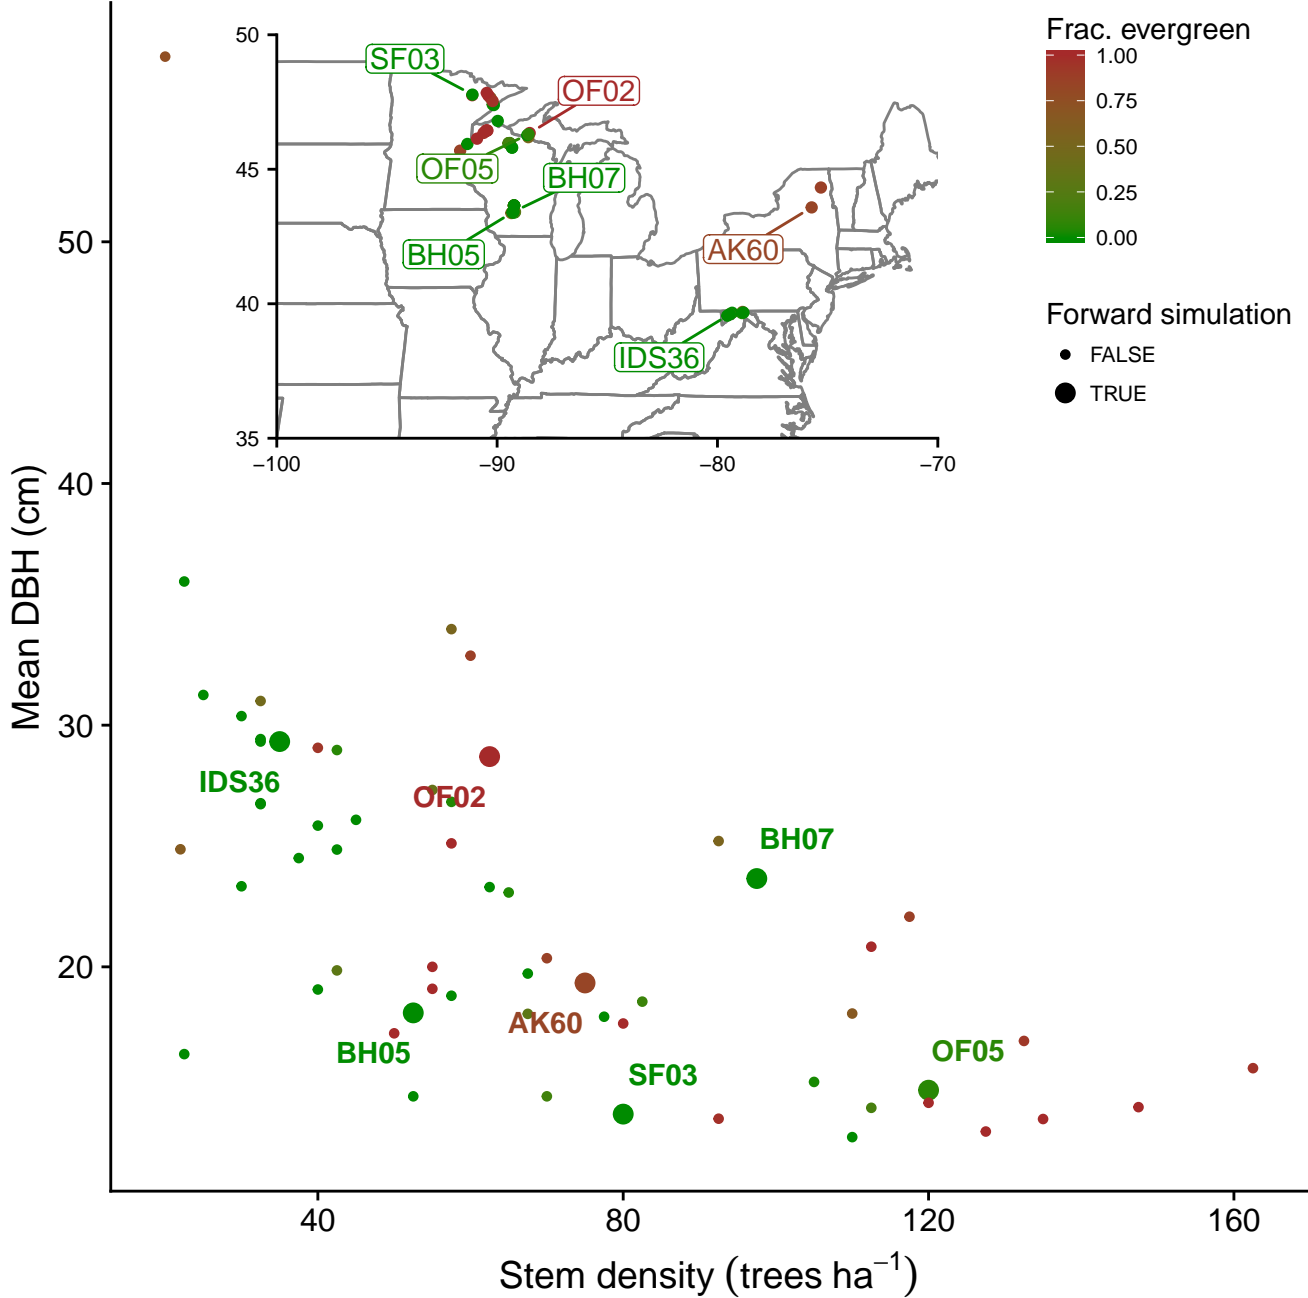 Frac. evergreen
1.00
0.75
0.50
0.25
0.00
Forward simulation
FALSE
TRUE
50
45
40
35
−100
−90
−80
−70
SF03
OF02
OF05
BH07
BH05
AK60
IDS36
Mean DBH (cm)
50
40
30
20
IDS36
OF02
BH07
AK60
BH05
SF03
OF05
40
80
120
160
Stem density (trees ha⁻¹)